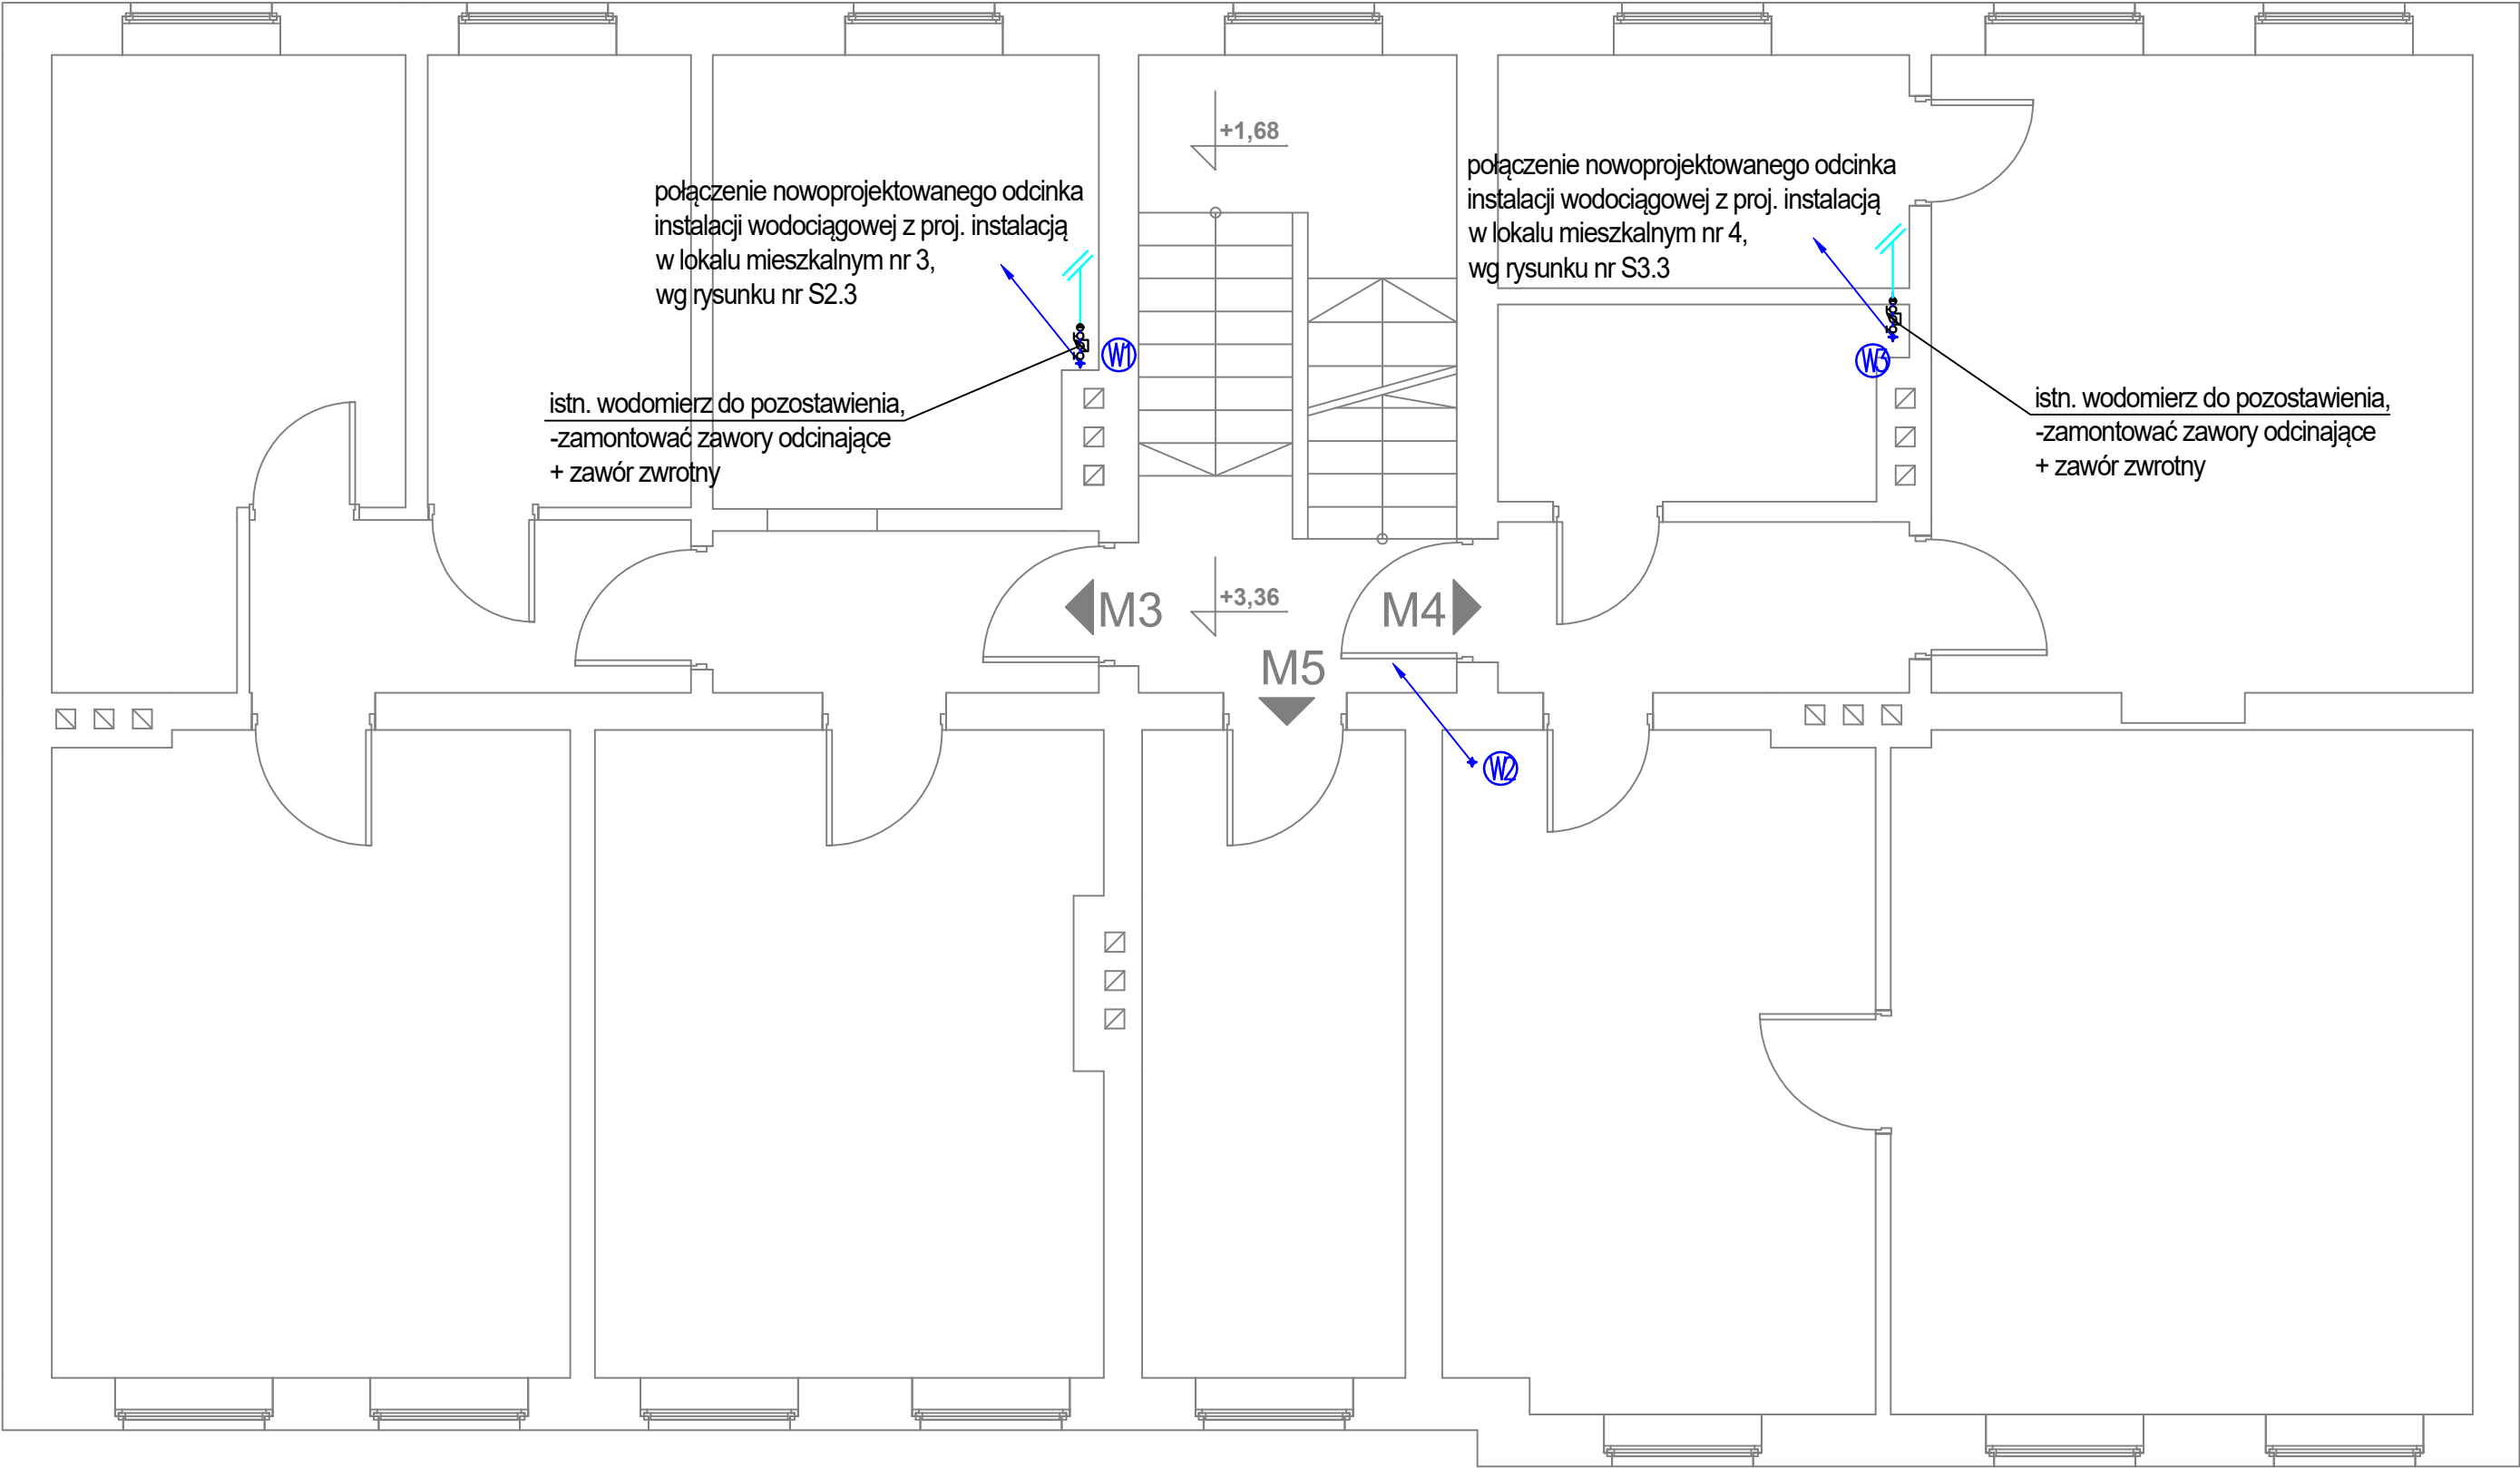 +1,68
połączenie nowoprojektowanego odcinka
instalacji wodociągowej z proj. instalacją
w lokalu mieszkalnym nr 3,
wg rysunku nr S2.3
połączenie nowoprojektowanego odcinka
instalacji wodociągowej z proj. instalacją
w lokalu mieszkalnym nr 4,
wg rysunku nr S3.3
W1
W3
istn. wodomierz do pozostawienia,
-zamontować zawory odcinające
+ zawór zwrotny
istn. wodomierz do pozostawienia,
-zamontować zawory odcinające
+ zawór zwrotny
M3
+3,36
M4
M5
W2